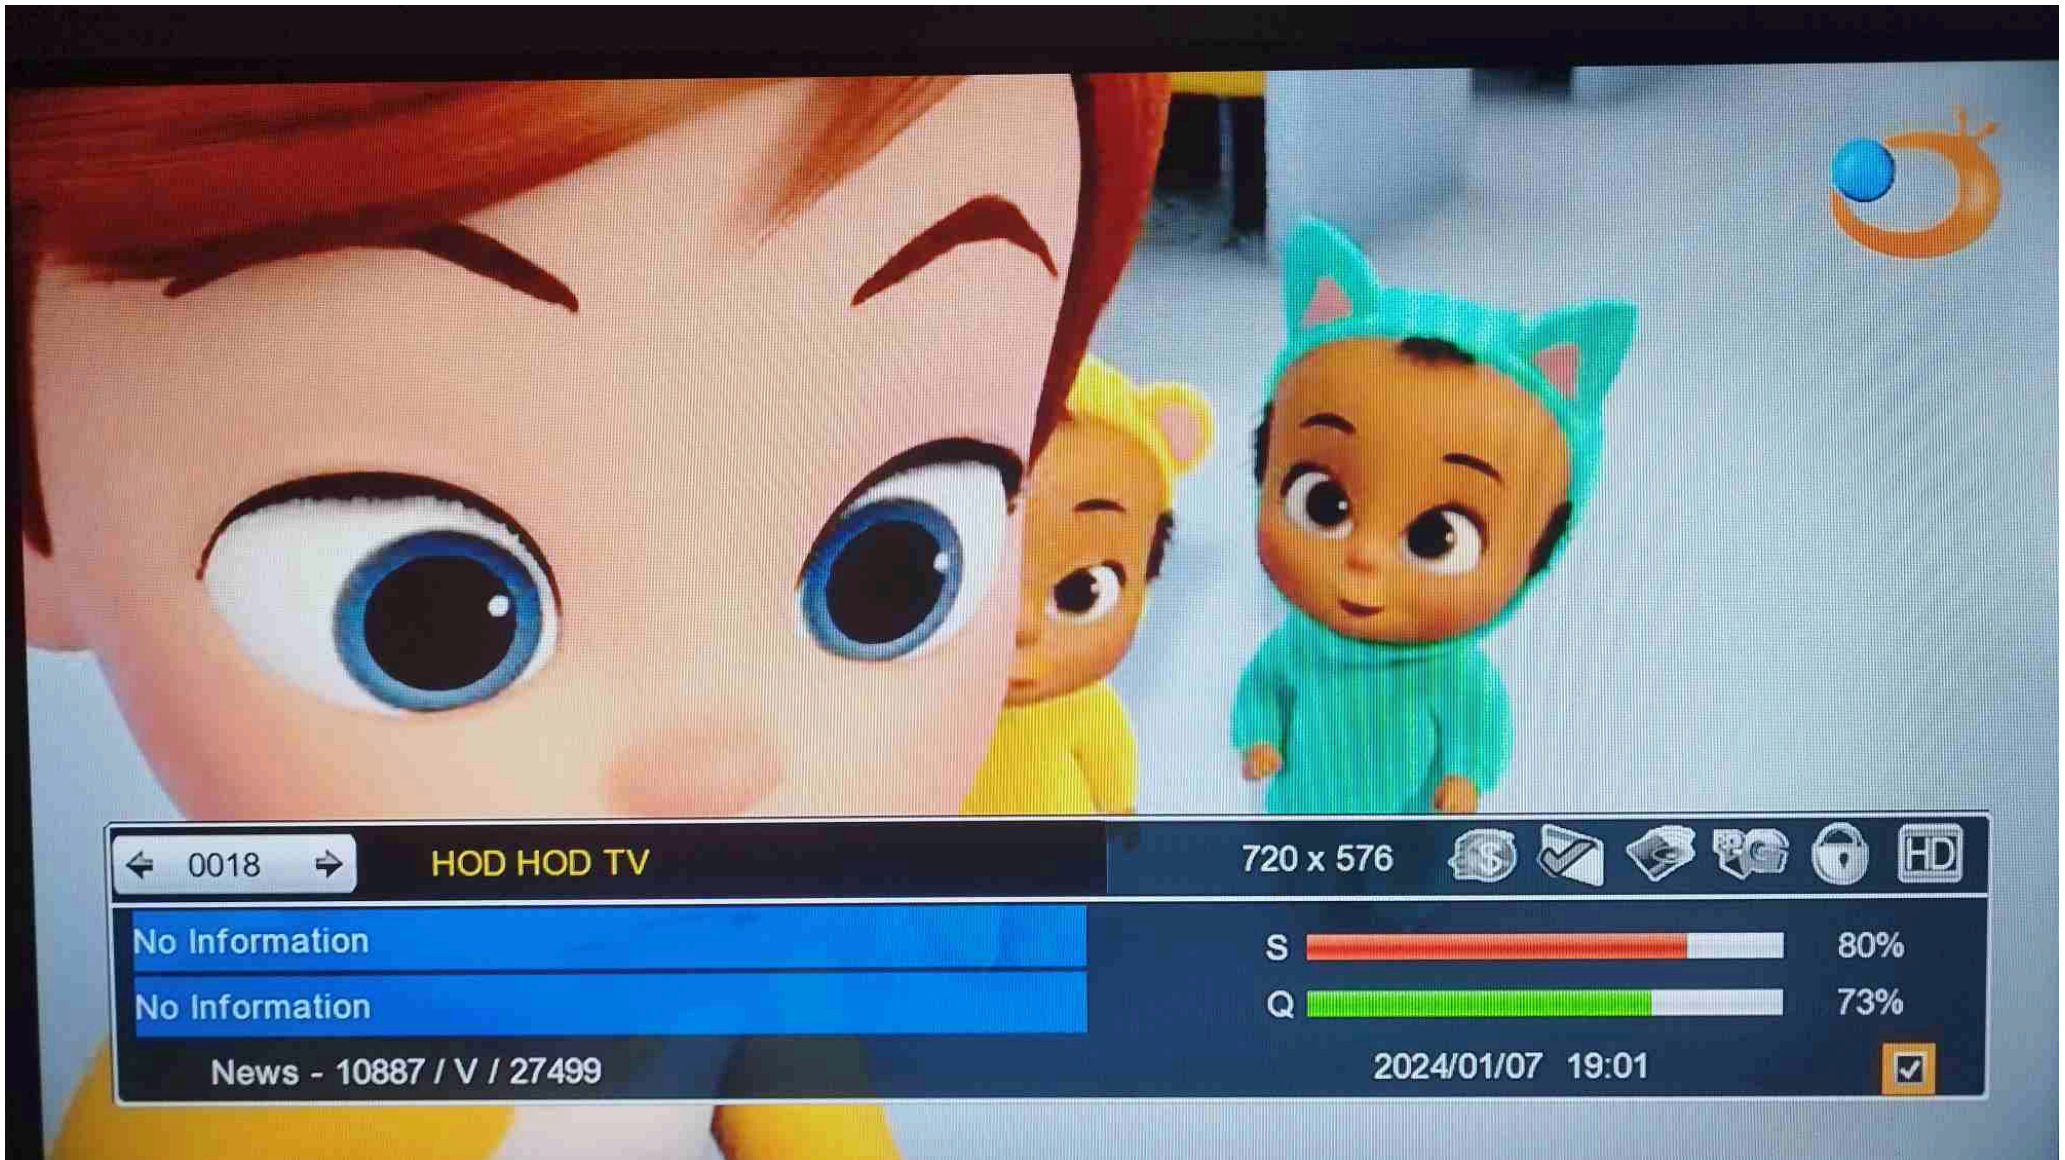 0018
HOD HOD TV
720 x 576
HD
No Information
S 80%
No Information
Q 73%
News - 10887 / V / 27499
2024/01/07 19:01